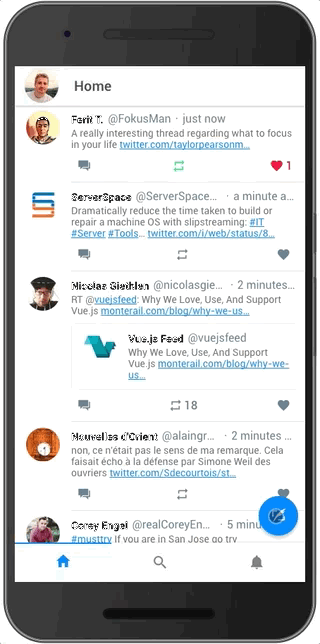 Home
Ferit T. @FokusMan · just now
A really interesting thread regarding what to focus
in your life twitter.com/taylorpearsonm...
1
ServerSpace @ServerSpace... · a minute a...
Dramatically reduce the time taken to build or
repair a machine OS with slipstreaming: #IT
#Server #Tools… twitter.com/i/web/status/8...
Nicolas Giethlen @nicolasgie... · 2 minutes...
RT @vuejsfeed: Why We Love, Use, And Support
Vue.js monterail.com/blog/why-we-us...
Vue.js Feed @vuejsfeed
Why We Love, Use, And Support
Vue.js monterail.com/blog/why-we-
us...
18
Nouvelles d'Orient @alaingr... · 2 minutes ...
non, ce n'était pas le sens de ma remarque. Cela
faisait écho à la défense par Simone Weil des
ouvriers twitter.com/Sdecourtois/st...
Corey Engel @realCoreyEn... · 5 minu
#musttry If you are in San Jose go try